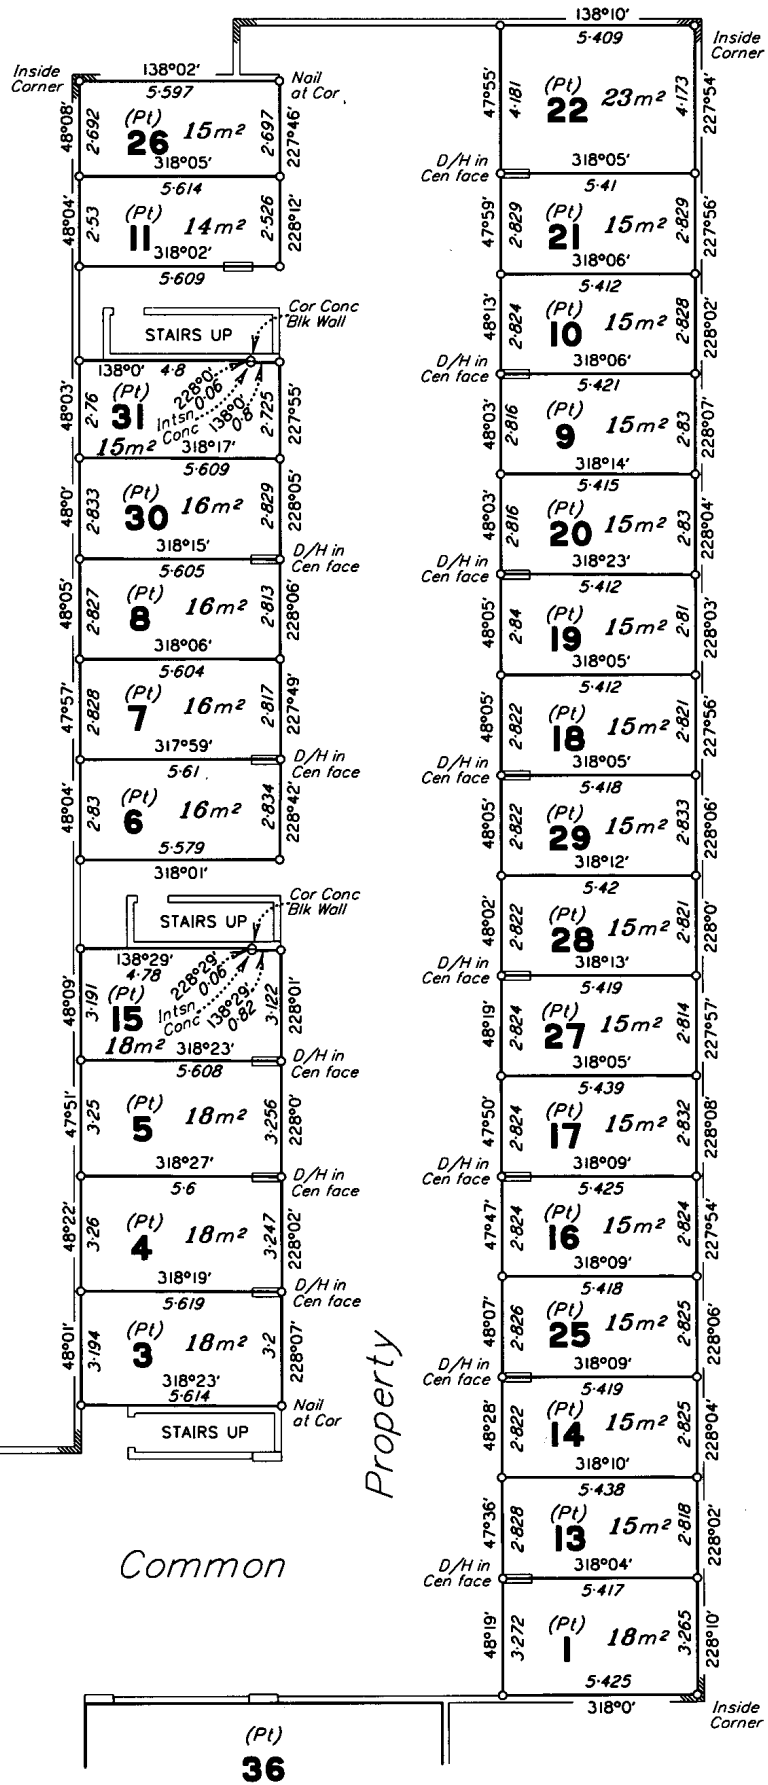 Inside
Corner
138°02'
5·597
Nail
at Cor
48°08'
2·692
(Pt)
26
15m²
2·697
227°46'
318°05'
5·614
48°04'
2·53
(Pt)
11
14m²
2·526
228°12'
318°02'
5·609
STAIRS UP
Cor Conc
Blk Wall
138°0'
4·8
228°0'
0·06
Intsn
Conc
138°0'
0·8
48°03'
2·76
(Pt)
31
15m²
2·725
227°55'
318°17'
5·609
48°0'
2·833
(Pt)
30
16m²
2·829
228°05'
318°15'
5·605
D/H in
Cen face
48°05'
2·827
(Pt)
8
16m²
2·813
228°06'
318°06'
5·604
47°57'
2·828
(Pt)
7
16m²
2·817
227°49'
317°59'
5·61
D/H in
Cen face
48°04'
2·83
(Pt)
6
16m²
2·834
228°42'
5·579
318°01'
STAIRS UP
Cor Conc
Blk Wall
138°29'
4·78
228°29'
0·06
Intsn
Conc
138°29'
0·82
48°09'
3·191
(Pt)
15
18m²
3·122
228°01'
318°23'
5·608
D/H in
Cen face
47°51'
3·25
(Pt)
5
18m²
3·256
228°0'
318°27'
5·6
D/H in
Cen face
48°22'
3·26
(Pt)
4
18m²
3·247
228°02'
318°19'
5·619
D/H in
Cen face
48°01'
3·194
(Pt)
3
18m²
3·2
228°07'
318°23'
5·614
Nail
at Cor
STAIRS UP
138°10'
5·409
Inside
Corner
47°55'
4·181
(Pt)
22
23m²
4·173
227°54'
D/H in
Cen face
318°05'
5·41
47°59'
2·829
(Pt)
21
15m²
2·829
227°56'
318°06'
5·412
48°13'
2·824
(Pt)
10
15m²
2·828
228°02'
D/H in
Cen face
318°06'
5·421
48°03'
2·816
(Pt)
9
15m²
2·83
228°07'
318°14'
5·415
48°03'
2·816
(Pt)
20
15m²
2·83
228°04'
D/H in
Cen face
318°23'
5·412
48°05'
2·84
(Pt)
19
15m²
2·81
228°03'
318°05'
5·412
48°05'
2·822
(Pt)
18
15m²
2·821
227°56'
D/H in
Cen face
318°05'
5·418
48°05'
2·822
(Pt)
29
15m²
2·833
228°06'
318°12'
5·42
48°02'
2·822
(Pt)
28
15m²
2·821
228°0'
D/H in
Cen face
318°13'
5·419
48°19'
2·824
(Pt)
27
15m²
2·814
227°57'
318°05'
5·439
47°50'
2·824
(Pt)
17
15m²
2·832
228°08'
D/H in
Cen face
318°09'
5·425
47°47'
2·824
(Pt)
16
15m²
2·824
227°54'
318°09'
5·418
48°07'
2·826
(Pt)
25
15m²
2·825
228°06'
D/H in
Cen face
318°09'
5·419
48°28'
2·822
(Pt)
14
15m²
2·825
228°04'
318°10'
5·438
47°36'
2·828
(Pt)
13
15m²
2·818
228°02'
D/H in
Cen face
318°04'
5·417
48°19'
3·272
(Pt)
1
18m²
3·265
228°10'
5·425
318°0'
Inside
Corner
Common
Property
(Pt)
36